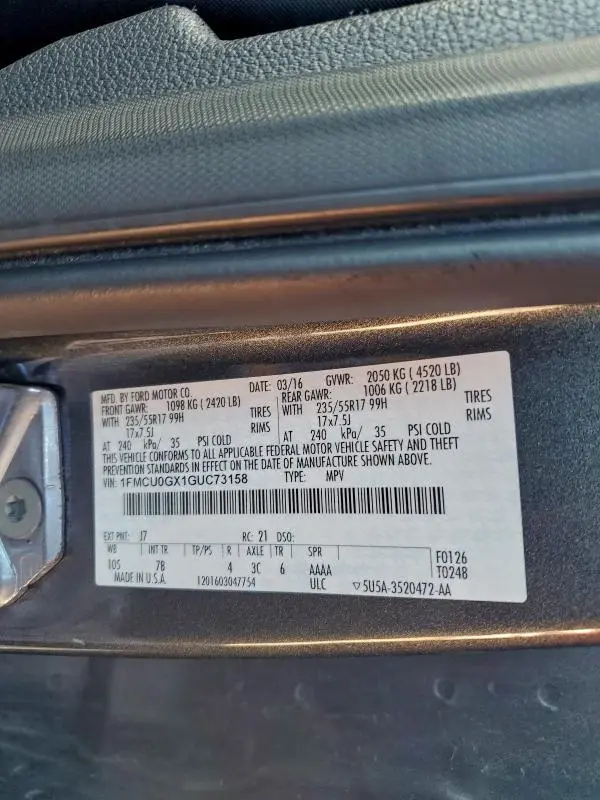 MFD. BY FORD MOTOR CO. DATE: 03/16 GVWR: 2050 KG ( 4520 LB)
FRONT GAWR: 1098 KG ( 2420 LB) REAR GAWR: 1006 KG ( 2218 LB)
WITH 235/55R17 99H TIRES WITH 235/55R17 99H TIRES
17x7.5J RIMS 17x7.5J RIMS
AT 240 kPa/ 35 PSI COLD AT 240 kPa/ 35 PSI COLD
THIS VEHICLE CONFORMS TO ALL APPLICABLE FEDERAL MOTOR VEHICLE SAFETY AND THEFT
PREVENTION STANDARDS IN EFFECT ON THE DATE OF MANUFACTURE SHOWN ABOVE.
VIN: 1FMCU0GX1GUC73158 TYPE: MPV
EXT PNT: J7 RC: 21 DSO:
WB INT TR TP/PS R AXLE TR SPR F0126
105 7B 4 3C 6 AAAA T0248
MADE IN U.S.A. 1201603047754 ULC ▽5U5A-3520472-AA